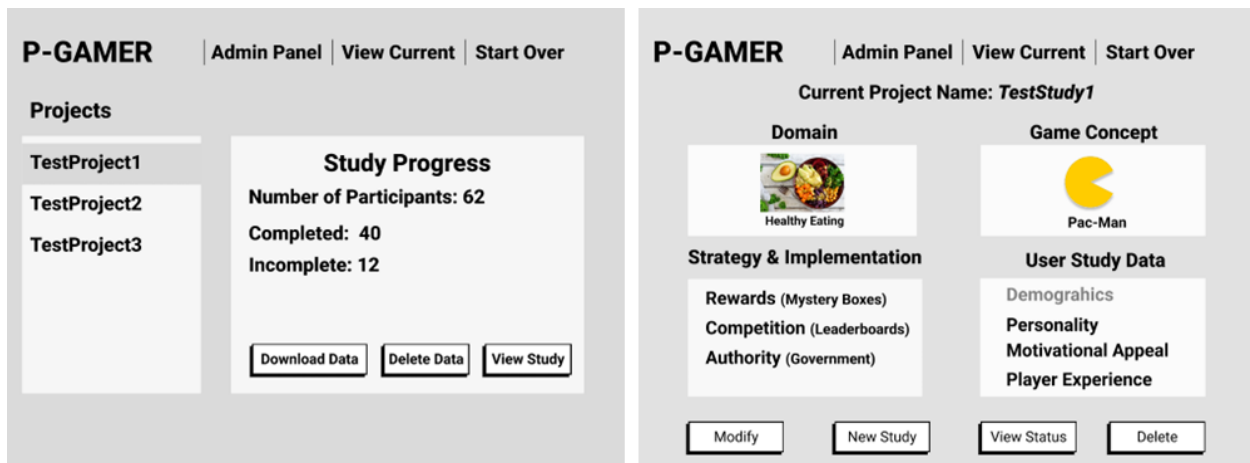 P-GAMER
Admin Panel View Current Start Over
Projects
TestProject1
TestProject2
TestProject3
Study Progress
Number of Participants: 62
Completed: 40
Incomplete: 12
Download Data Delete Data View Study
P-GAMER
Admin Panel View Current Start Over
Current Project Name: TestStudy1
Domain
Healthy Eating
Game Concept
Pac-Man
Strategy & Implementation
Rewards (Mystery Boxes)
Competition (Leaderboards)
Authority (Government)
User Study Data
Demograhics
Personality
Motivational Appeal
Player Experience
Modify New Study View Status Delete